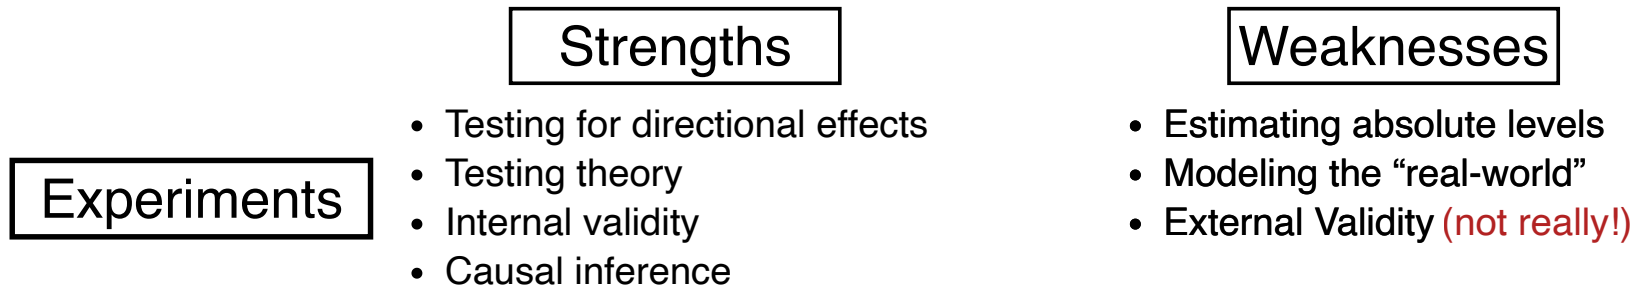 Strengths
Weaknesses
Experiments
• Testing for directional effects
• Testing theory
• Internal validity
• Causal inference
• Estimating absolute levels
• Modeling the “real-world”
• External Validity (not really!)